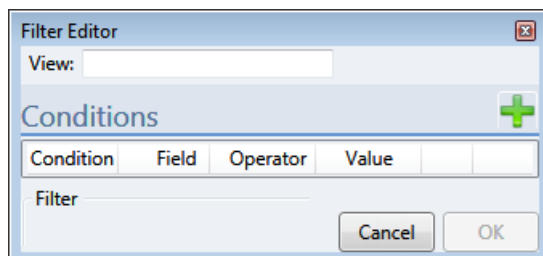 Filter Editor
View:
Conditions
Condition Field Operator Value
Filter
Cancel OK